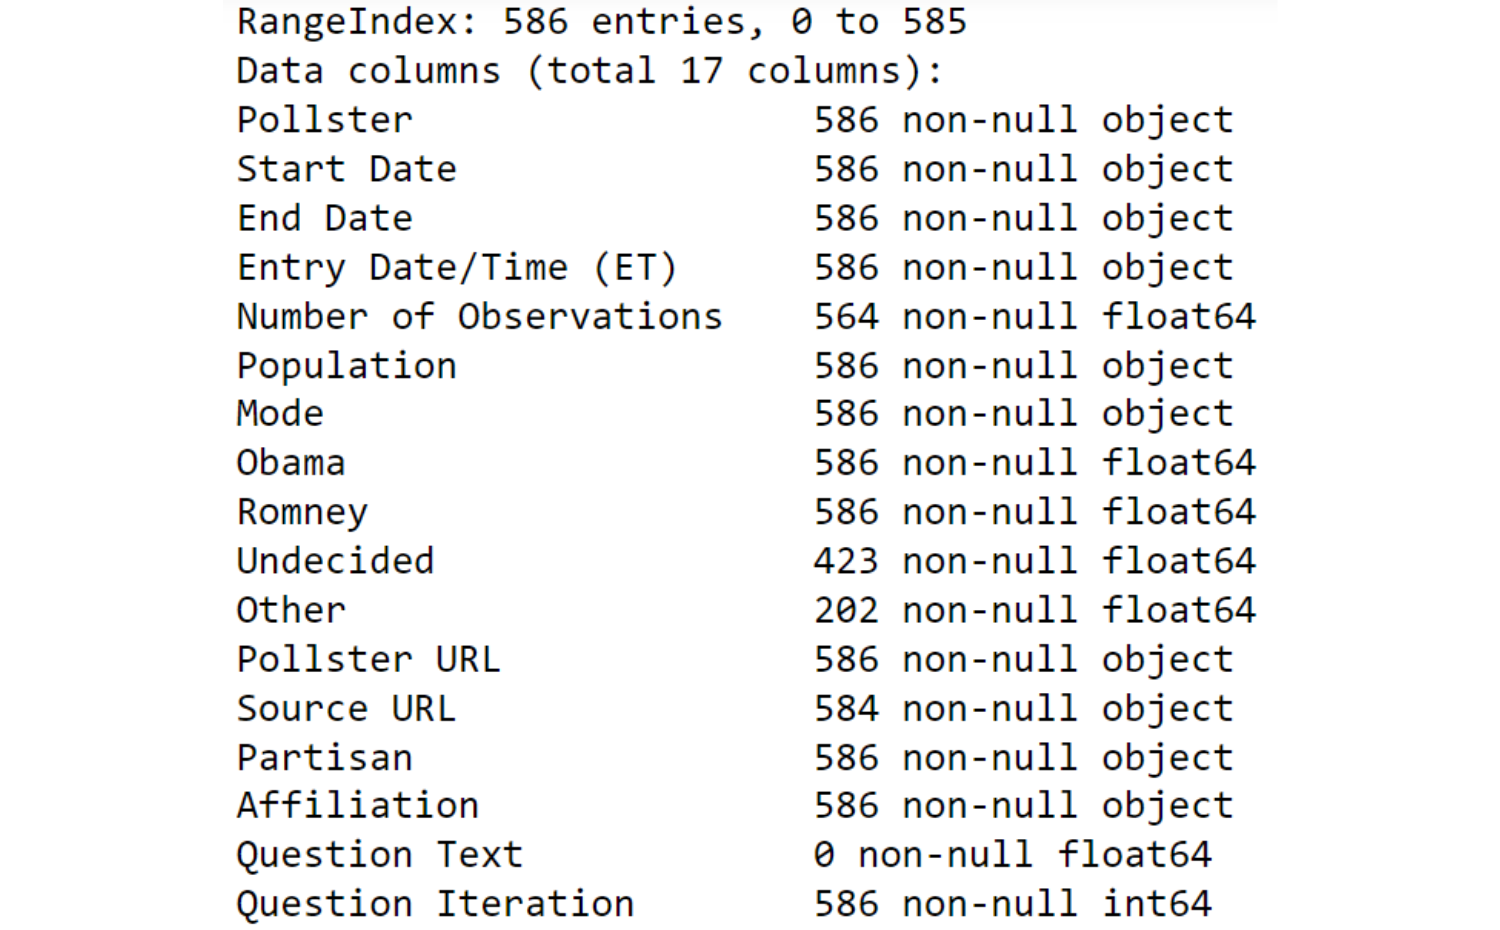 RangeIndex: 586 entries, 0 to 585
Data columns (total 17 columns):
Pollster 586 non-null object
Start Date 586 non-null object
End Date 586 non-null object
Entry Date/Time (ET) 586 non-null object
Number of Observations 564 non-null float64
Population 586 non-null object
Mode 586 non-null object
Obama 586 non-null float64
Romney 586 non-null float64
Undecided 423 non-null float64
Other 202 non-null float64
Pollster URL 586 non-null object
Source URL 584 non-null object
Partisan 586 non-null object
Affiliation 586 non-null object
Question Text 0 non-null float64
Question Iteration 586 non-null int64